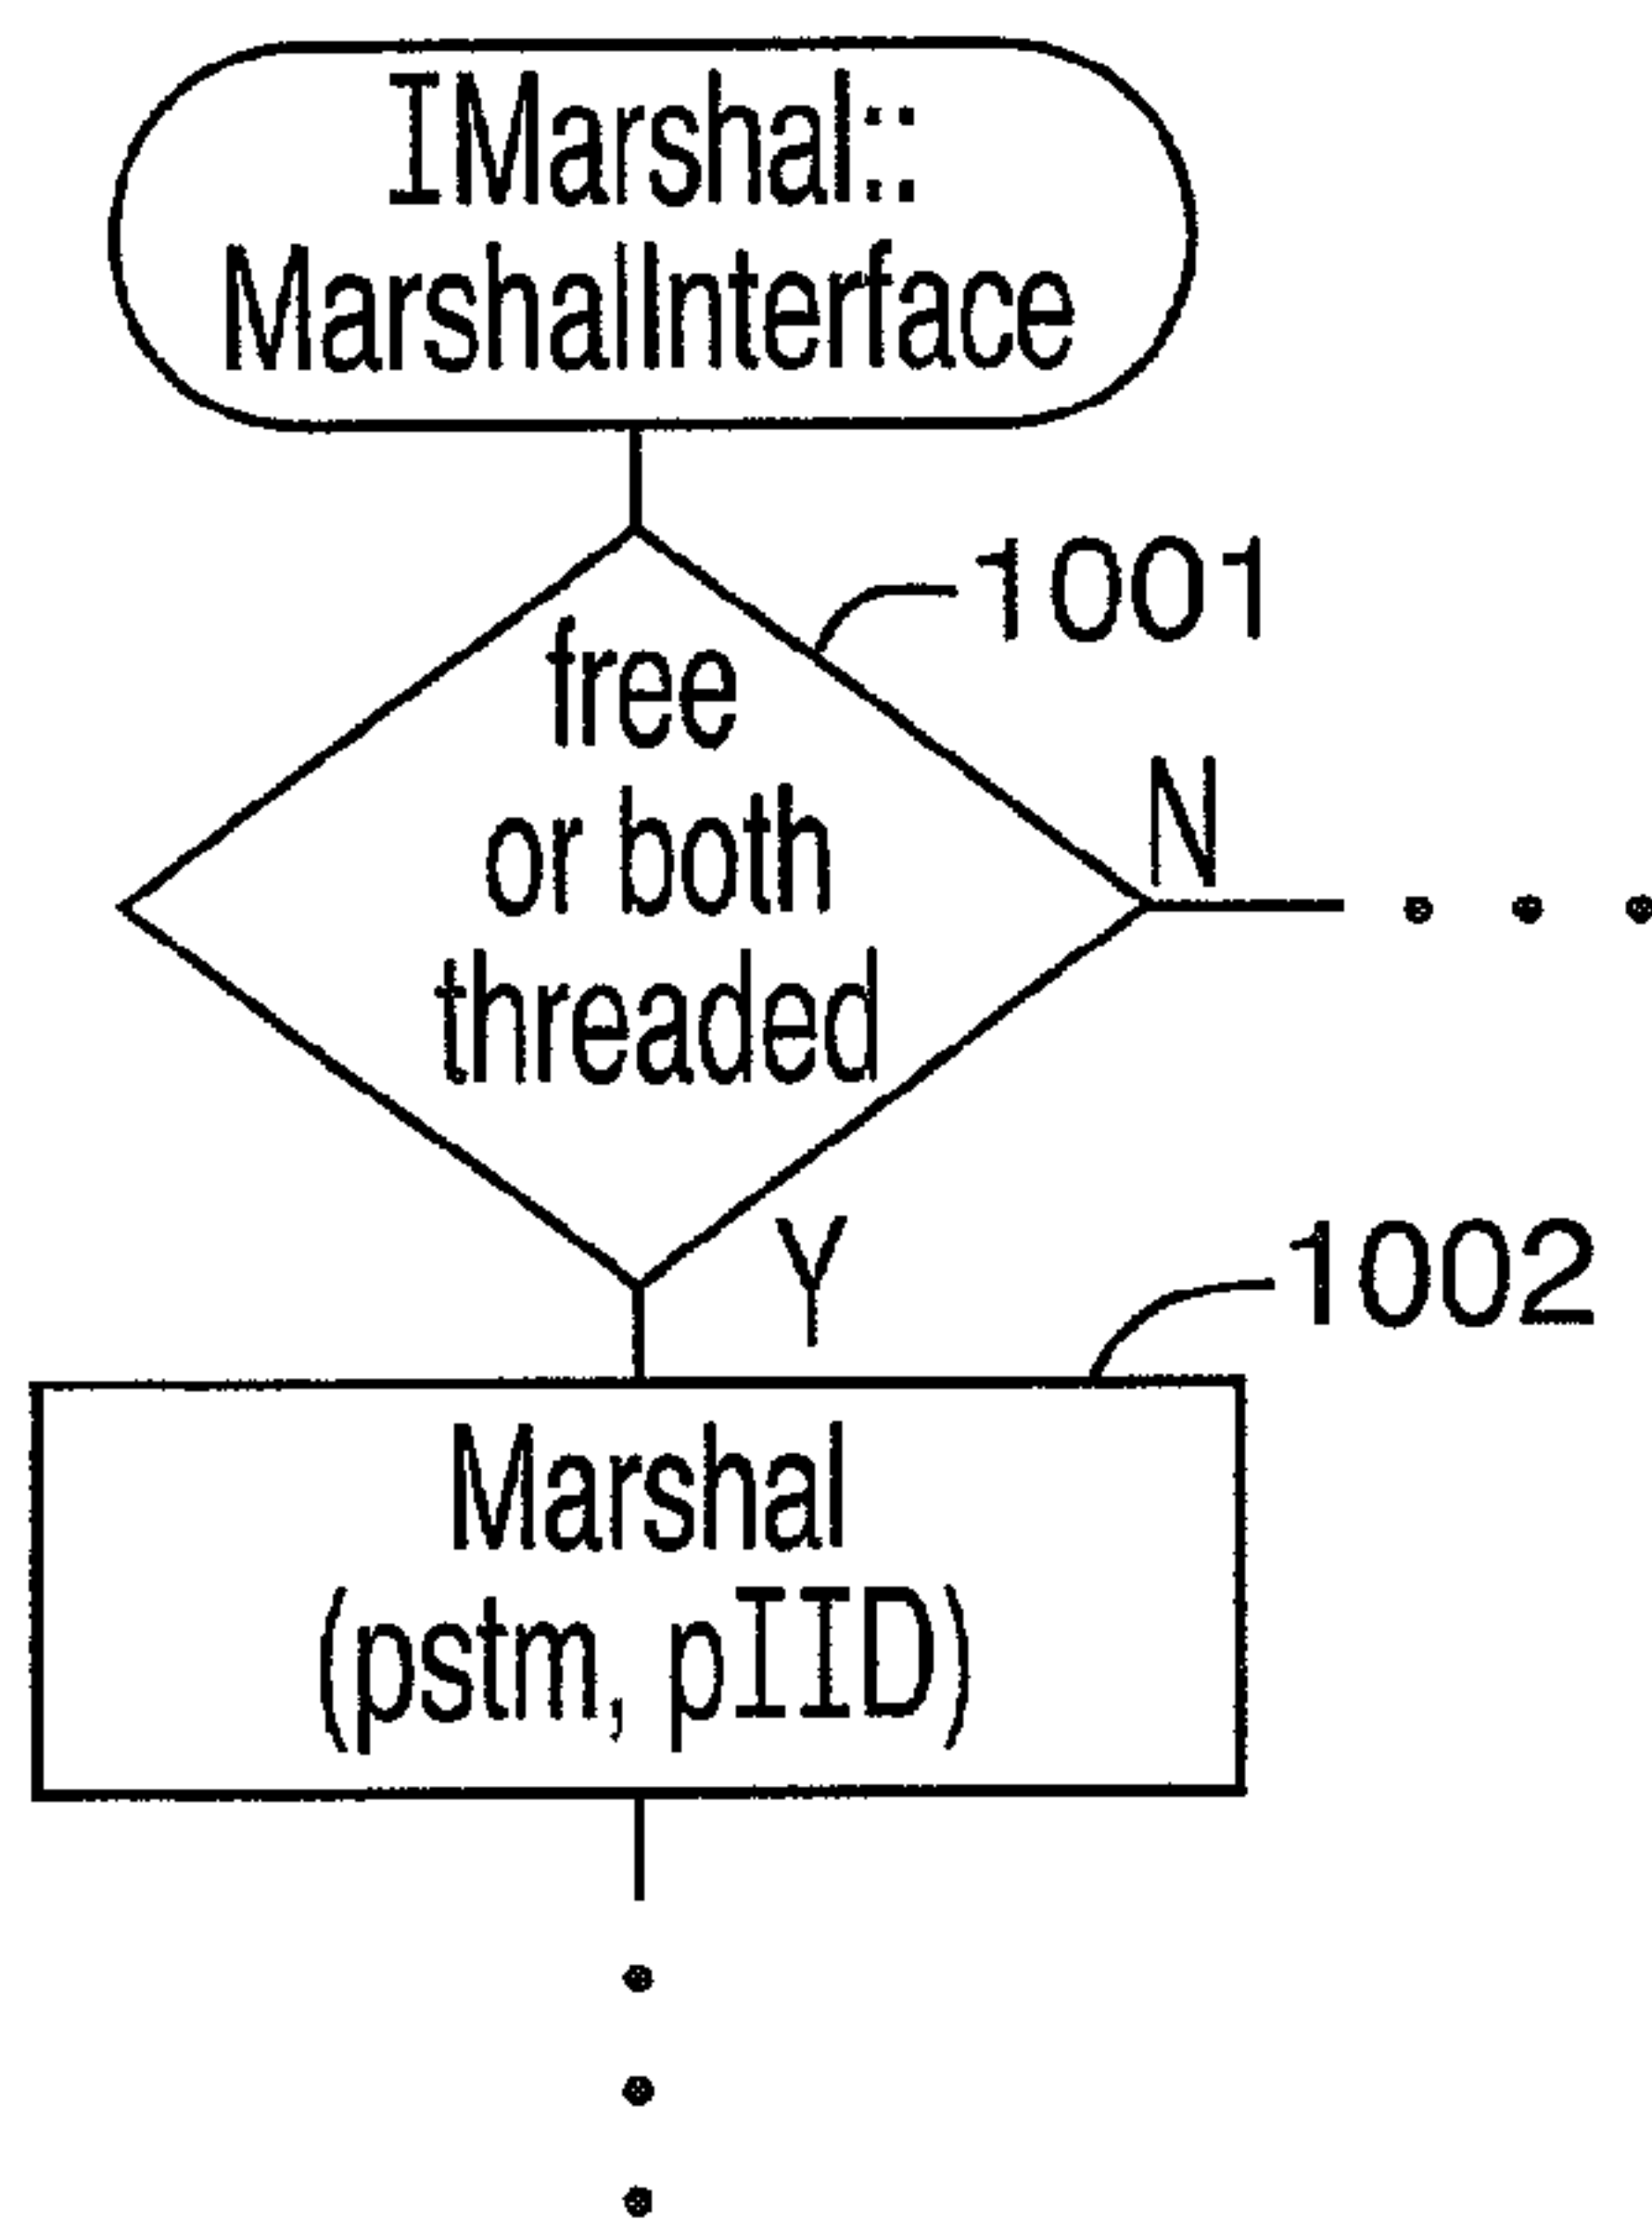 IMarshal::
MarshalInterface
1001
free
or both
threaded
N
Y
1002
Marshal
(pstm, pIID)